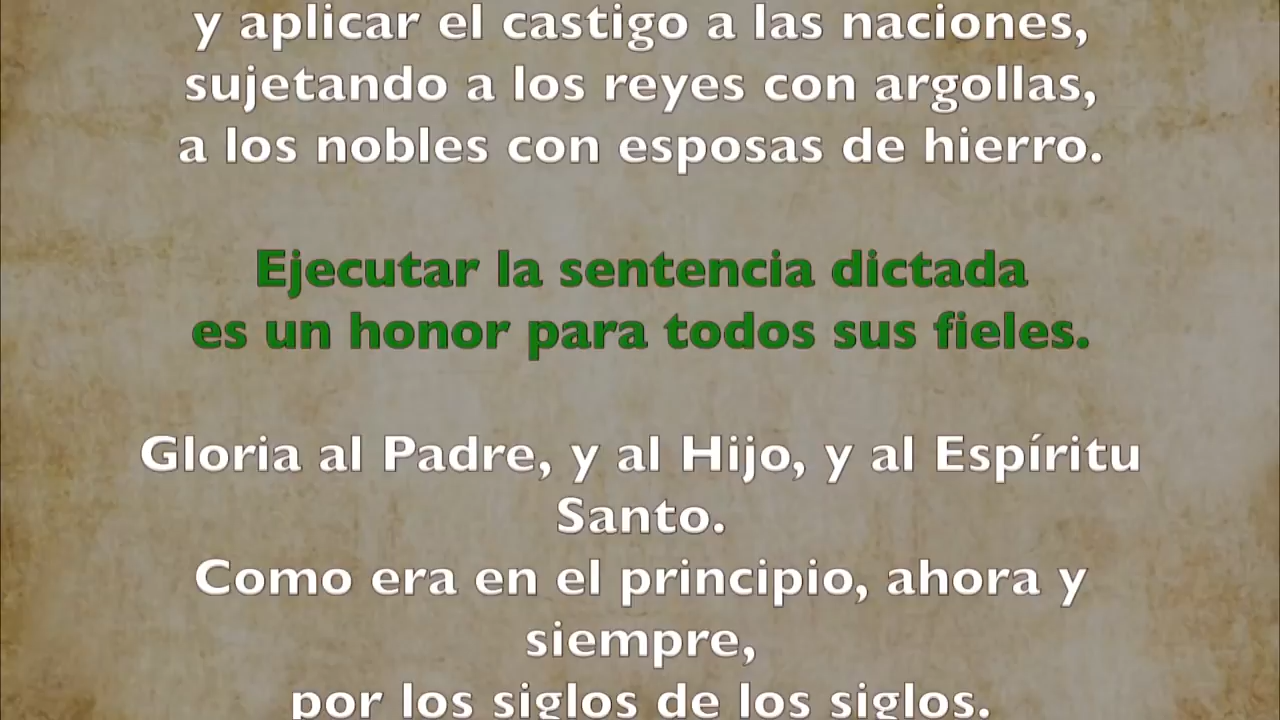 y aplicar el castigo a las naciones,
sujetando a los reyes con argollas,
a los nobles con esposas de hierro.
Ejecutar la sentencia dictada
es un honor para todos sus fieles.
Gloria al Padre, y al Hijo, y al Espíritu
Santo.
Como era en el principio, ahora y
siempre,
por los siglos de los siglos.